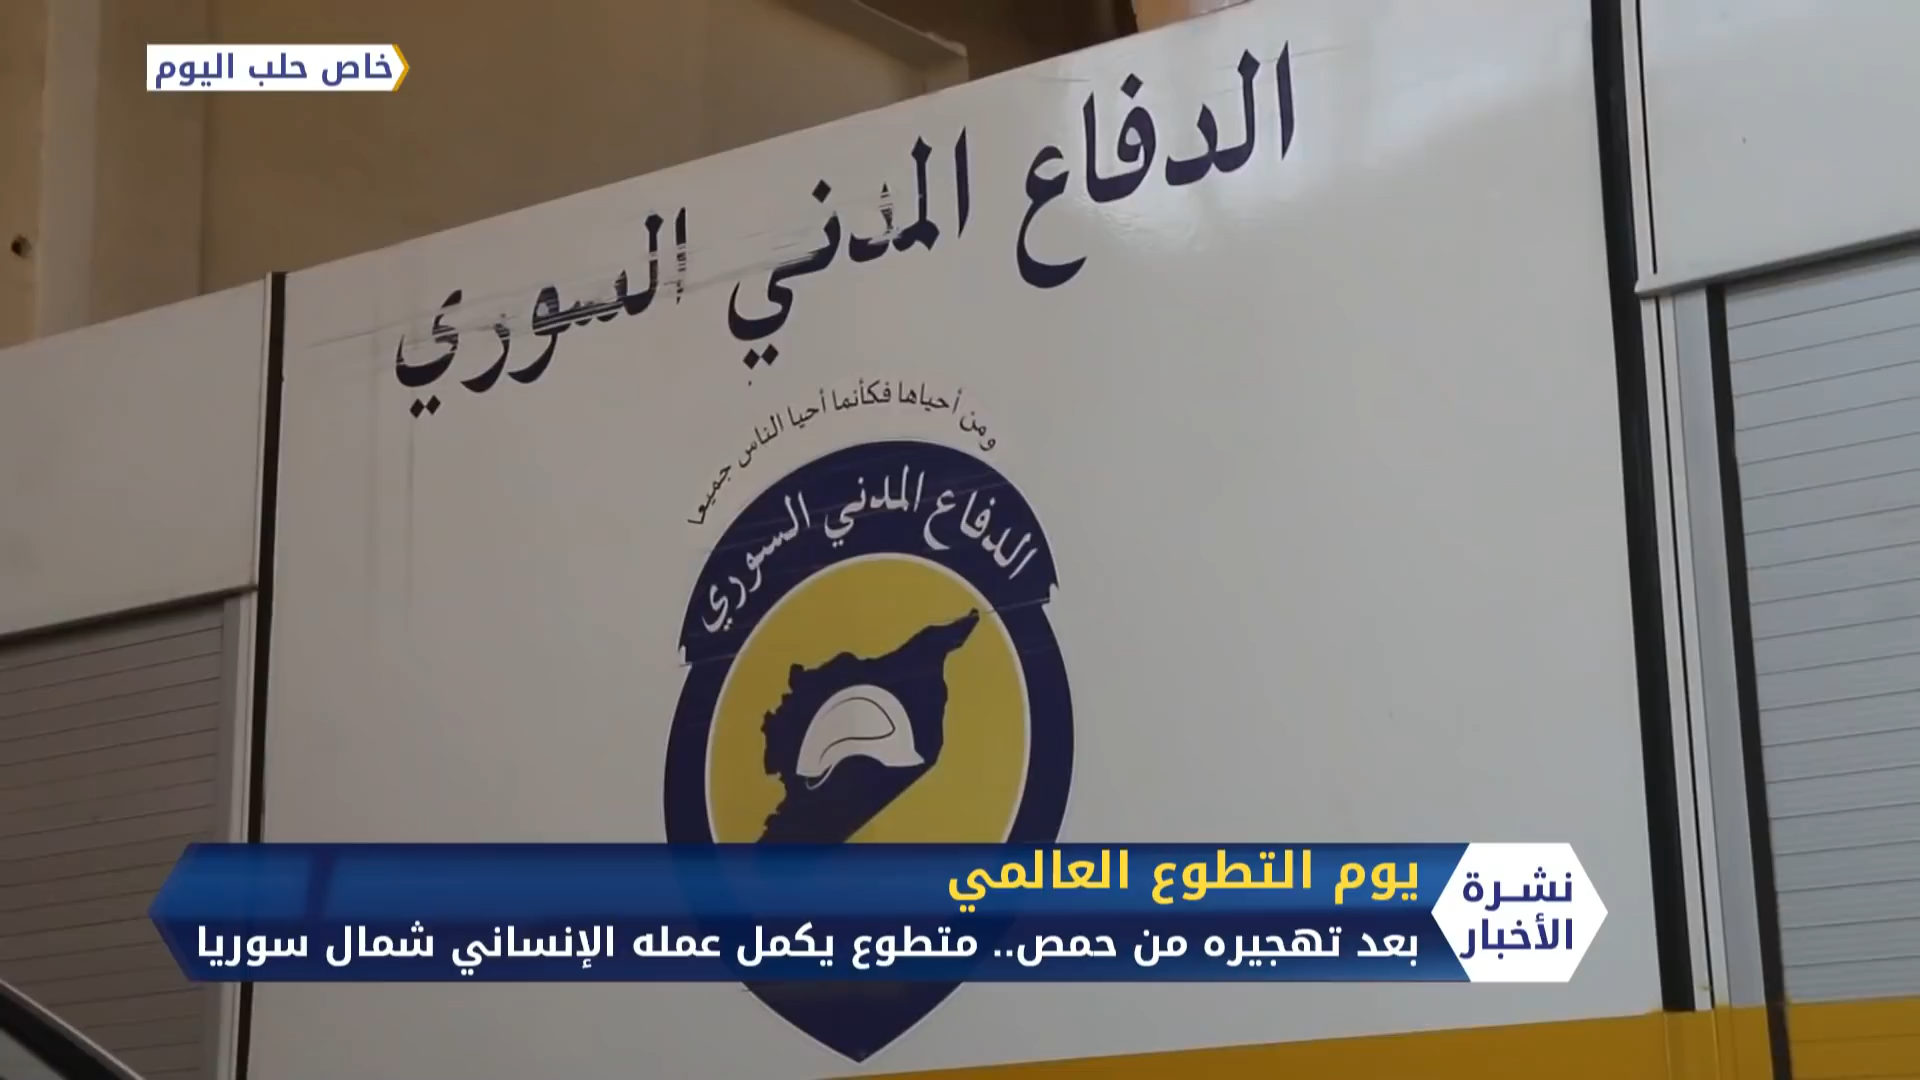 خاص حلب اليوم
الدفاع المدني السوري
ومن أحياها فكأنما أحيا الناس جميعا
الدفاع المدني السوري
يوم التطوع العالمي
بعد تهجيره من حمص.. متطوع يكمل عمله الإنساني شمال سوريا
نشرة
الأخبار